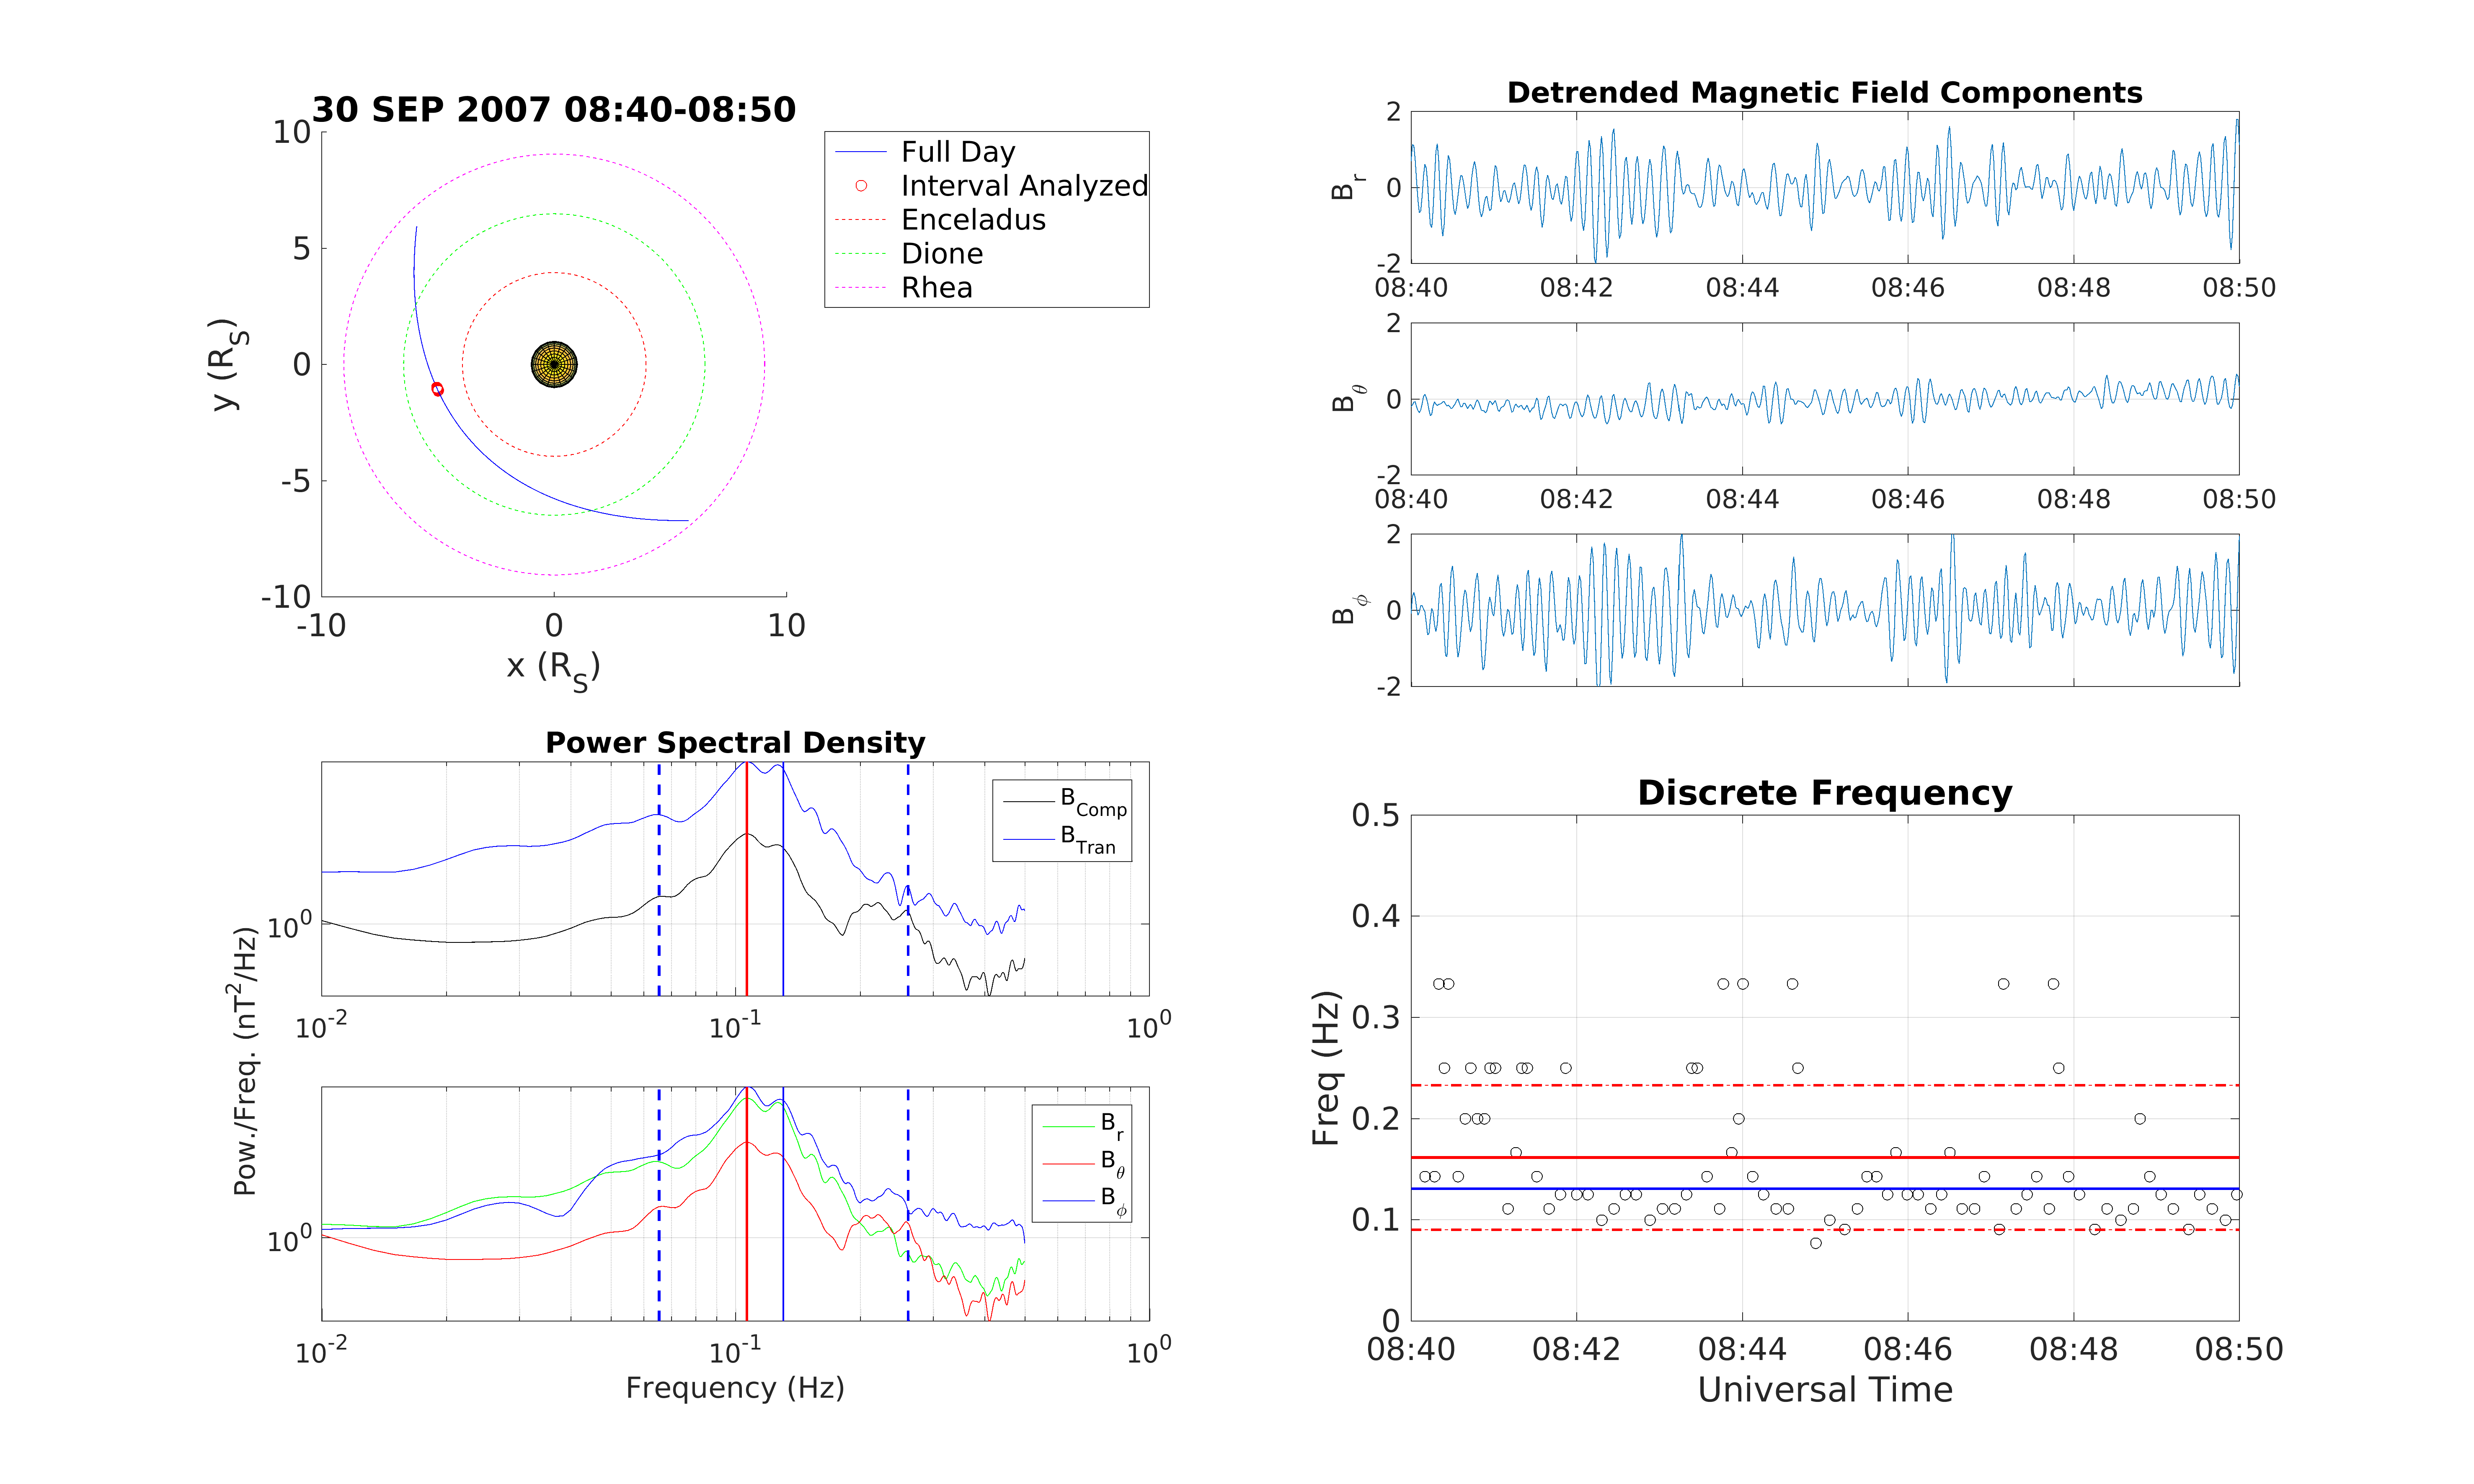 30 SEP 2007 08:40-08:50
10
5
0
-5
-10
-10 0 10
y (R_S)
x (R_S)
Full Day
Interval Analyzed
Enceladus
Dione
Rhea
Detrended Magnetic Field Components
2
0
-2
B_r
08:40 08:42 08:44 08:46 08:48 08:50
2
0
-2
B_θ
08:40 08:42 08:44 08:46 08:48 08:50
2
0
-2
B_ϕ
Power Spectral Density
10^0
B_Comp
B_Tran
10^-2 10^-1 10^0
Pow./Freq. (nT^2/Hz)
10^0
B_r
B_θ
B_ϕ
10^-2 10^-1 10^0
Frequency (Hz)
Discrete Frequency
0.5
0.4
0.3
0.2
0.1
0
Freq (Hz)
08:40 08:42 08:44 08:46 08:48 08:50
Universal Time